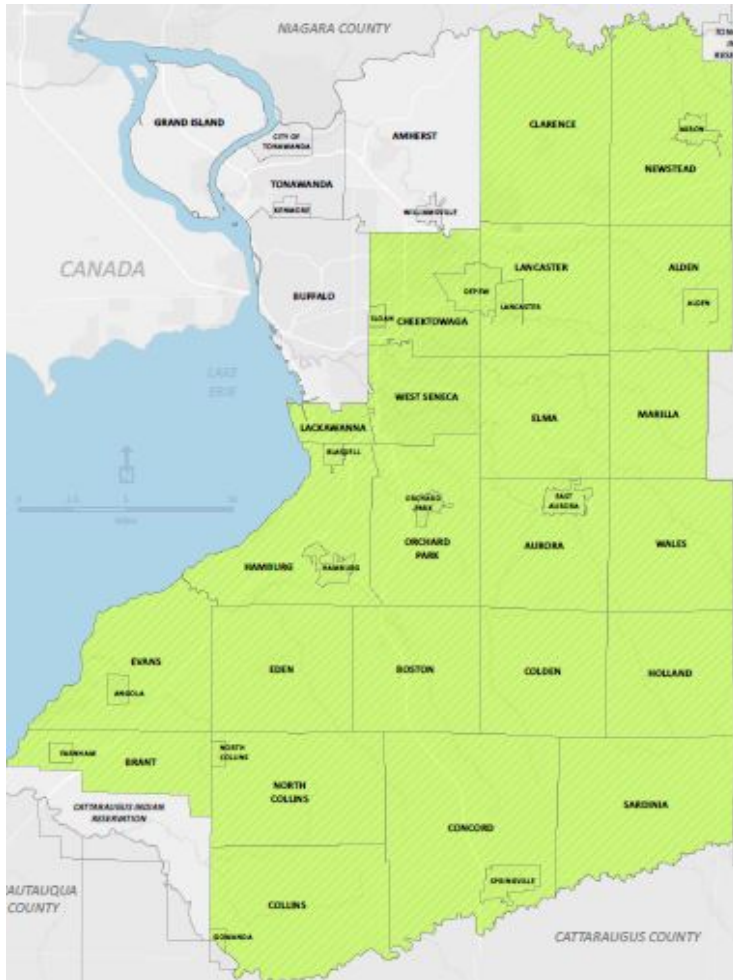 NIAGARA COUNTY
GRAND ISLAND
CITY OF
TONAWANDA
AMHERST
CLARENCE
AKRON
NEWSTEAD
TONAWANDA
KENMORE
WILLIAMSVILLE
CANADA
BUFFALO
LANCASTER
ALDEN
DEPEW
LANCASTER
ALDEN
SLOAN
CHEEKTOWAGA
LAKE
ERIE
WEST SENECA
ELMA
MARILLA
LACKAWANNA
BLASDELL
ORCHARD
PARK
EAST
AURORA
ORCHARD
PARK
AURORA
WALES
HAMBURG
HAMBURG
EVANS
EDEN
BOSTON
COLDEN
HOLLAND
ANGOLA
FARNHAM
BRANT
NORTH
COLLINS
NORTH
COLLINS
CATTARAUGUS INDIAN
RESERVATION
CONCORD
SARDINIA
SPRINGVILLE
COLLINS
AUTAUQUA
COUNTY
GOWANDA
CATTARAUGUS COUNTY